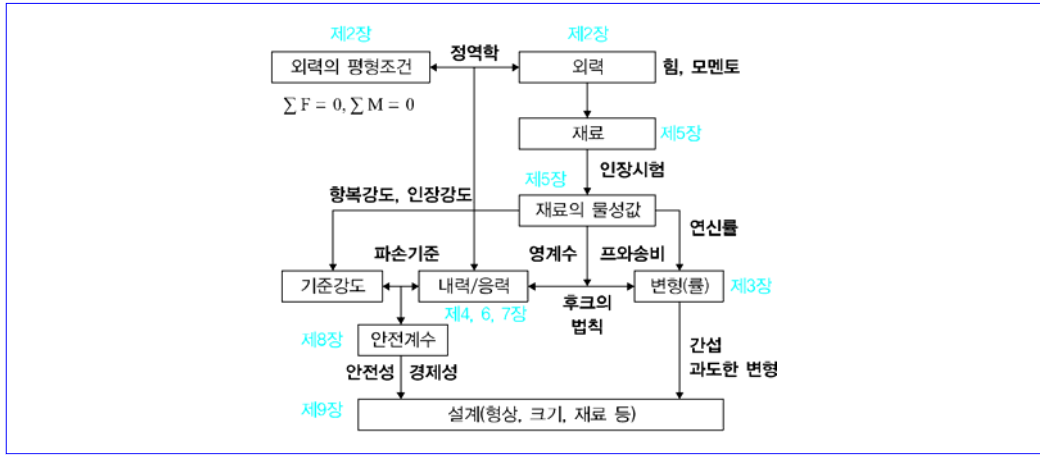 제2장
제2장
외력의 평형조건
정역학
외력
힘, 모멘토
∑ F = 0, ∑ M = 0
재료
제5장
인장시험
제5장
항복강도, 인장강도
재료의 물성값
연신률
파손기준
영계수
프와송비
기준강도
내력/응력
변형(률)
제3장
제4, 6, 7장
후크의
법칙
제8장
안전계수
간섭
과도한 변형
안전성
경제성
제9장
설계(형상, 크기, 재료 등)